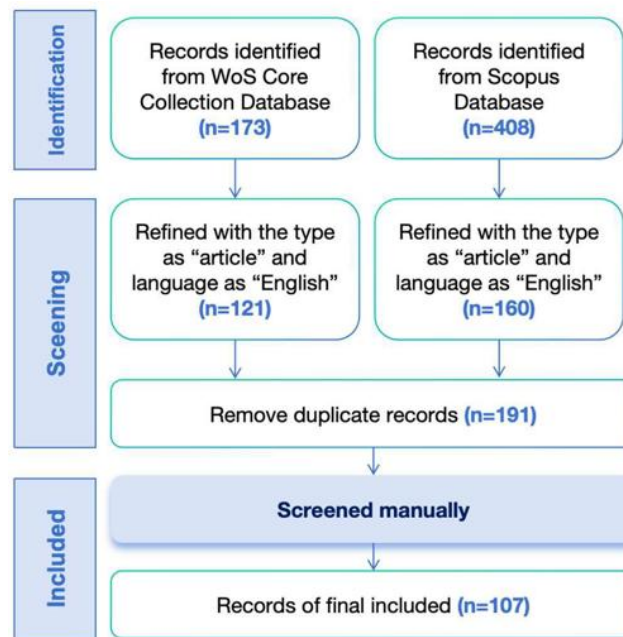 Identification
Records identified
from WoS Core
Collection Database
(n=173)
Records identified
from Scopus
Database
(n=408)
Sceening
Refined with the type
as “article” and
language as “English”
(n=121)
Refined with the type
as “article” and
language as “English”
(n=160)
Remove duplicate records (n=191)
Included
Screened manually
Records of final included (n=107)